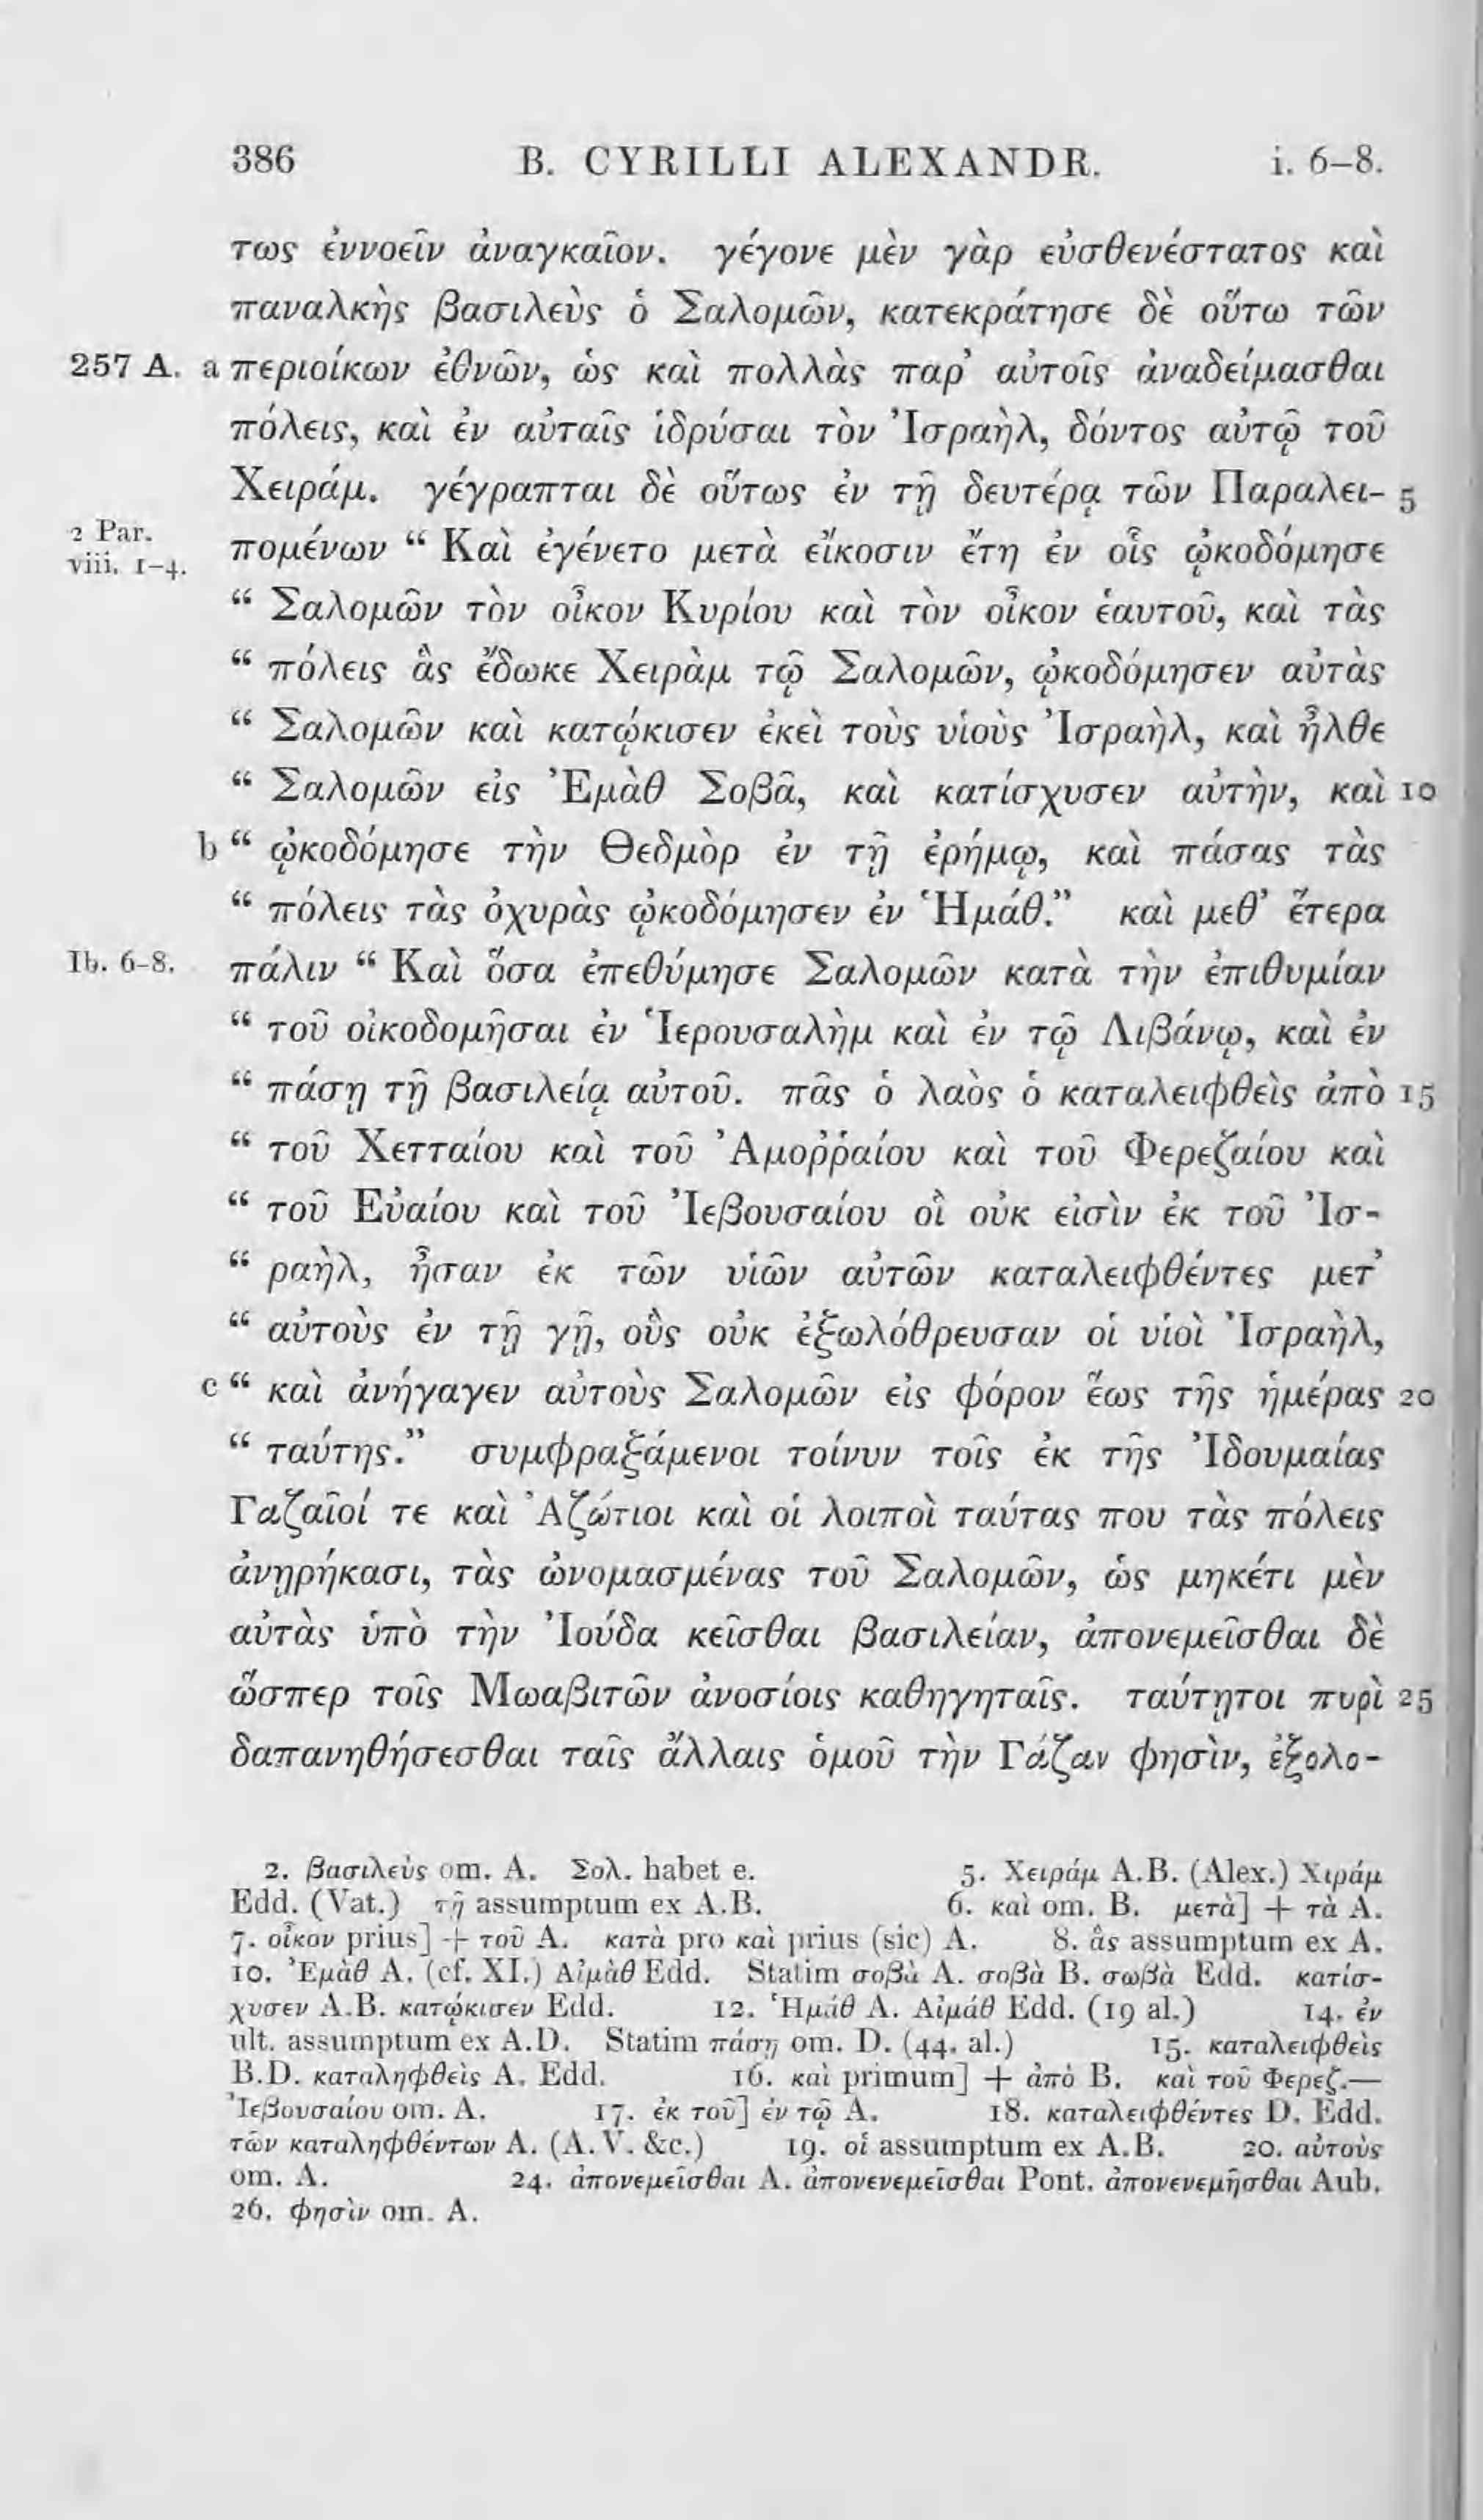 386 B. CYRILLI ALEXANDR. i. 6–8.
τως ἐννοεῖν ἀναγκαῖον. γέγονε μὲν γὰρ εὐσθενέστατος καὶ
παναλκὴς βασιλεὺς ὁ Σαλομῶν, κατεκράτησε δὲ οὕτω τῶν
257 A. a περιοίκων ἐθνῶν, ὡς καὶ πολλὰς παρ’ αὐτοῖς ἀναδείμασθαι
πόλεις, καὶ ἐν αὐταῖς ἱδρύσαι τὸν Ἰσραὴλ, δόντος αὐτῷ τοῦ
Χειράμ. γέγραπται δὲ οὕτως ἐν τῇ δευτέρᾳ τῶν Παραλει- 5
2 Par. viii. 1–4. πομένων “ Καὶ ἐγένετο μετὰ εἴκοσιν ἔτη ἐν οἷς ᾠκοδόμησε
“ Σαλομῶν τὸν οἶκον Κυρίου καὶ τὸν οἶκον ἑαυτοῦ, καὶ τὰς
“ πόλεις ἃς ἔδωκε Χειρὰμ τῷ Σαλομῶν, ᾠκοδόμησεν αὐτὰς
“ Σαλομῶν καὶ κατῴκισεν ἐκεῖ τοὺς υἱοὺς Ἰσραὴλ, καὶ ἦλθε
“ Σαλομῶν εἰς Ἐμὰθ Σοβᾶ, καὶ κατίσχυσεν αὐτὴν, καὶ 10
b “ ᾠκοδόμησε τὴν Θεδμὸρ ἐν τῇ ἐρήμῳ, καὶ πάσας τὰς
“ πόλεις τὰς ὀχυρὰς ᾠκοδόμησεν ἐν Ἡμάθ.” καὶ μεθ’ ἕτερα
Ib. 6–8. πάλιν “ Καὶ ὅσα ἐπεθύμησε Σαλομῶν κατὰ τὴν ἐπιθυμίαν
“ τοῦ οἰκοδομῆσαι ἐν Ἱερουσαλὴμ καὶ ἐν τῷ Λιβάνῳ, καὶ ἐν
“ πάσῃ τῇ βασιλείᾳ αὐτοῦ. πᾶς ὁ λαὸς ὁ καταλειφθεὶς ἀπὸ 15
“ τοῦ Χετταίου καὶ τοῦ Ἀμοῤῥαίου καὶ τοῦ Φερεζαίου καὶ
“ τοῦ Εὐαίου καὶ τοῦ Ἰεβουσαίου οἳ οὐκ εἰσὶν ἐκ τοῦ Ἰσ-
“ ραὴλ, ἦσαν ἐκ τῶν υἱῶν αὐτῶν καταλειφθέντες μετ’
“ αὐτοὺς ἐν τῇ γῇ, οὓς οὐκ ἐξωλόθρευσαν οἱ υἱοὶ Ἰσραὴλ,
c “ καὶ ἀνήγαγεν αὐτοὺς Σαλομῶν εἰς φόρον ἕως τῆς ἡμέρας 20
“ ταύτης.” συμφραξάμενοι τοίνυν τοῖς ἐκ τῆς Ἰδουμαίας
Γαζαῖοί τε καὶ Ἀζώτιοι καὶ οἱ λοιποὶ ταύτας που τὰς πόλεις
ἀνῃρήκασι, τὰς ὠνομασμένας τοῦ Σαλομῶν, ὡς μηκέτι μὲν
αὐτὰς ὑπὸ τὴν Ἰούδα κεῖσθαι βασιλείαν, ἀπονεμεῖσθαι δὲ
ὥσπερ τοῖς Μωαβιτῶν ἀνοσίοις καθηγηταῖς. ταύτῃτοι πυρὶ 25
δαπανηθήσεσθαι ταῖς ἄλλαις ὁμοῦ τὴν Γάζαν φησὶν, ἐξολο-
2. βασιλεὺς om. A. Σολ. habet e. 5. Χειράμ A.B. (Alex.) Χιράμ
Edd. (Vat.) τῇ assumptum ex A.B. 6. καὶ om. B. μετὰ] + τὰ A.
7. οἶκον prius] + τοῦ A. κατὰ pro καὶ prius (sic) A. 8. ἃς assumptum ex A.
10. Ἐμὰθ A. (cf. XI.) Αἰμὰθ Edd. Statim σοβὰ A. σοβὰ B. σωβὰ Edd. κατίσ-
χυσεν A.B. κατῴκισεν Edd. 12. Ἡμάθ A. Αἰμάθ Edd. (19 al.) 14. ἐν
ult. assumptum ex A.D. Statim πάσῃ om. D. (44. al.) 15. καταλειφθεὶς
B.D. καταληφθεὶς A. Edd. 16. καὶ primum] + ἀπὸ B. καὶ τοῦ Φερεζ.—
Ἰεβουσαίου om. A. 17. ἐκ τοῦ] ἐν τῷ A. 18. καταλειφθέντες D. Edd.
τῶν καταληφθέντων A. (A.V. &c.) 19. οἱ assumptum ex A.B. 20. αὐτοὺς
om. A. 24. ἀπονεμεῖσθαι A. ἀπονενεμεῖσθαι Pont. ἀπονενεμῆσθαι Aub.
26. φησὶν om. A.